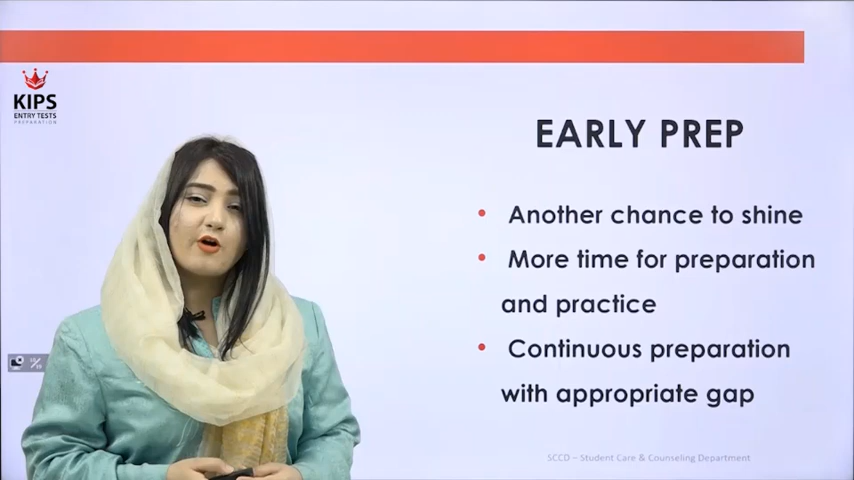 KIPS
ENTRY TESTS
PREPARATION
EARLY PREP
• Another chance to shine
• More time for preparation
and practice
• Continuous preparation
with appropriate gap
SCCD – Student Care & Counseling Department